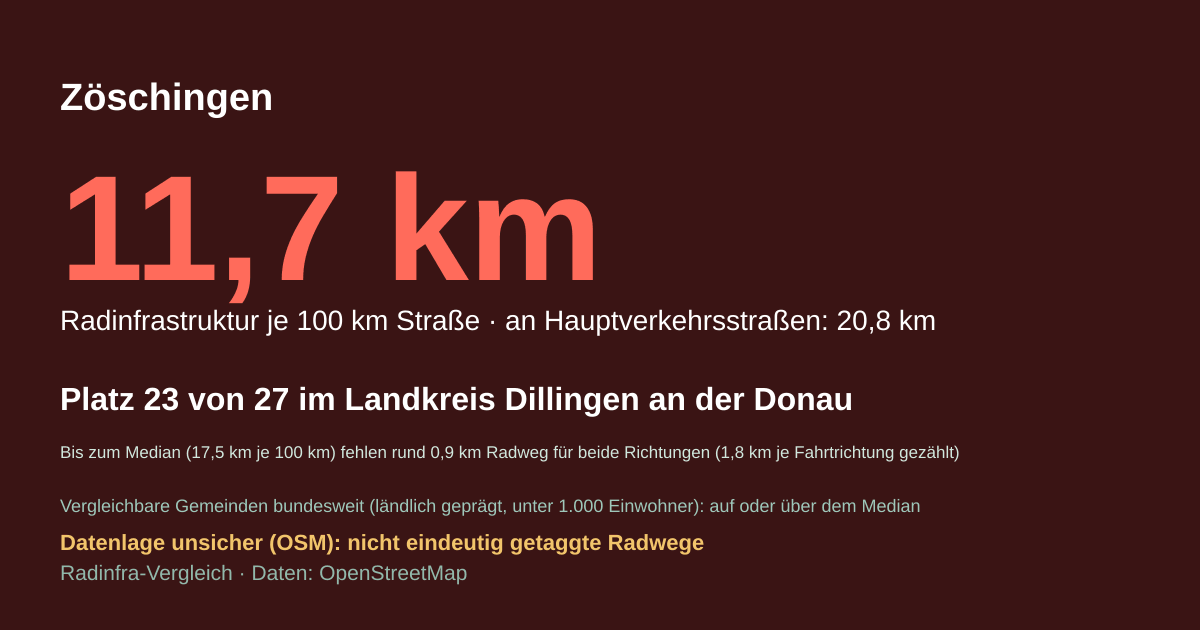 Zöschingen
11,7 km
Radinfrastruktur je 100 km Straße · an Hauptverkehrsstraßen: 20,8 km
Platz 23 von 27 im Landkreis Dillingen an der Donau
Bis zum Median (17,5 km je 100 km) fehlen rund 0,9 km Radweg für beide Richtungen (1,8 km je Fahrtrichtung gezählt)
Vergleichbare Gemeinden bundesweit (ländlich geprägt, unter 1.000 Einwohner): auf oder über dem Median
Datenlage unsicher (OSM): nicht eindeutig getaggte Radwege
Radinfra-Vergleich · Daten: OpenStreetMap